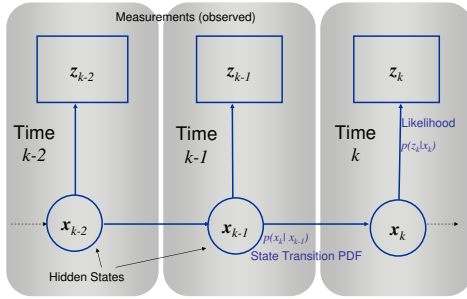 Measurements (observed)
z_{k-2}
z_{k-1}
z_k
Time
k-2
Time
k-1
Time
k
Likelihood
p(z_k|x_k)
x_{k-2}
x_{k-1}
x_k
p(x_k| x_{k-1})
State Transition PDF
Hidden States